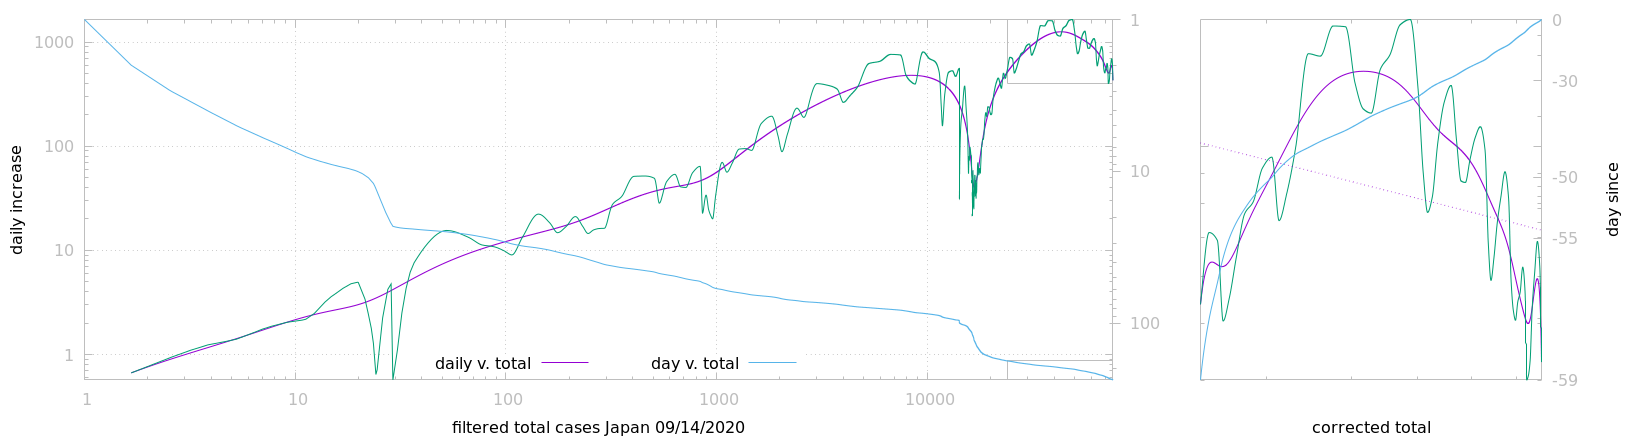 1000
100
10
1
daily increase
1
10
100
1000
10000
filtered total cases Japan 09/14/2020
daily v. total
day v. total
1
10
100
0
-30
-50
-55
-59
day since
corrected total